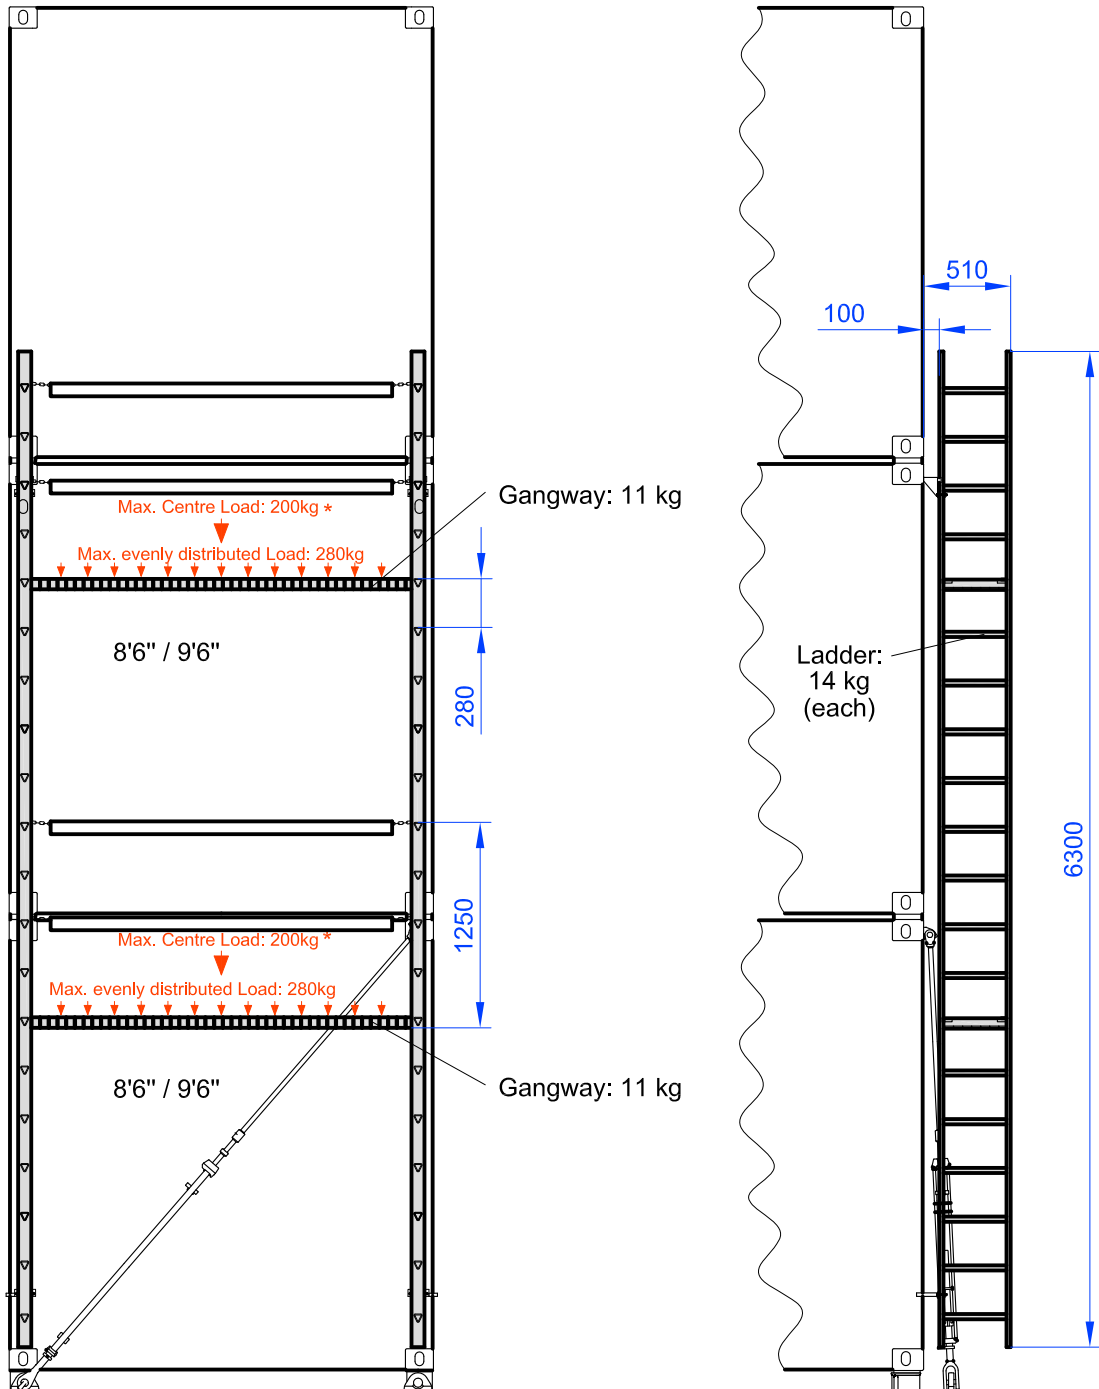 510
100
Gangway: 11 kg
Max. Centre Load: 200kg *
Max. evenly distributed Load: 280kg
8'6" / 9'6"
Ladder:
14 kg
(each)
280
6300
1250
Max. Centre Load: 200kg *
Max. evenly distributed Load: 280kg
8'6" / 9'6"
Gangway: 11 kg